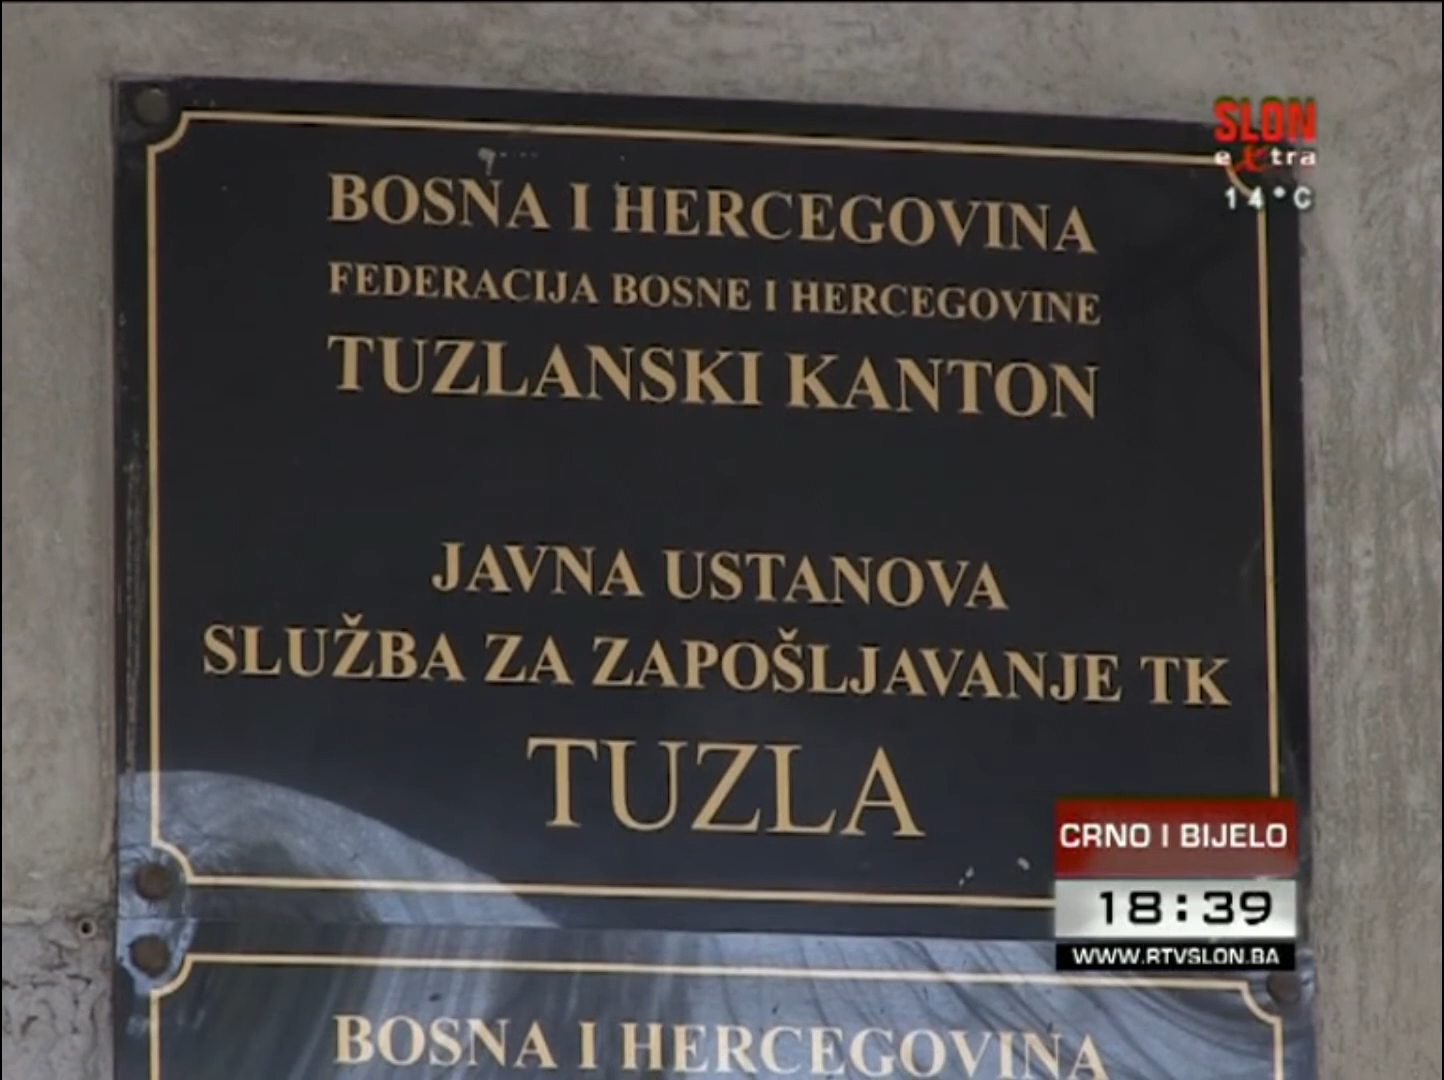 SLON
extra
14°C
BOSNA I HERCEGOVINA
FEDERACIJA BOSNE I HERCEGOVINE
TUZLANSKI KANTON
JAVNA USTANOVA
SLUŽBA ZA ZAPOŠLJAVANJE TK
TUZLA
CRNO I BIJELO
18:39
WWW.RTVSLON.BA
BOSNA I HERCEGOVINA